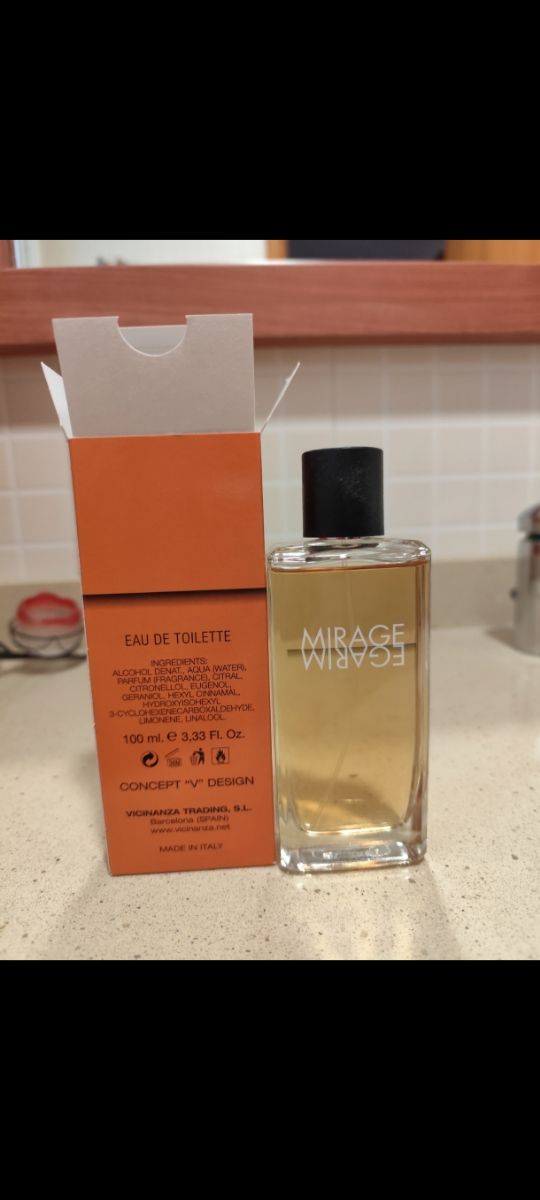 EAU DE TOILETTE
INGREDIENTS:
ALCOHOL DENAT., AQUA (WATER),
PARFUM (FRAGRANCE), CITRAL,
CITRONELLOL, EUGENOL,
GERANIOL, HEXYL CINNAMAL,
HYDROXYISOHEXYL
3-CYCLOHEXENECARBOXALDEHYDE,
LIMONENE, LINALOOL.
100 ml. ℮ 3,33 Fl. Oz.
CONCEPT "V" DESIGN
VICINANZA TRADING, S.L.
Barcelona (SPAIN)
www.vicinanza.net
MADE IN ITALY
MIRAGE
MIRAGE